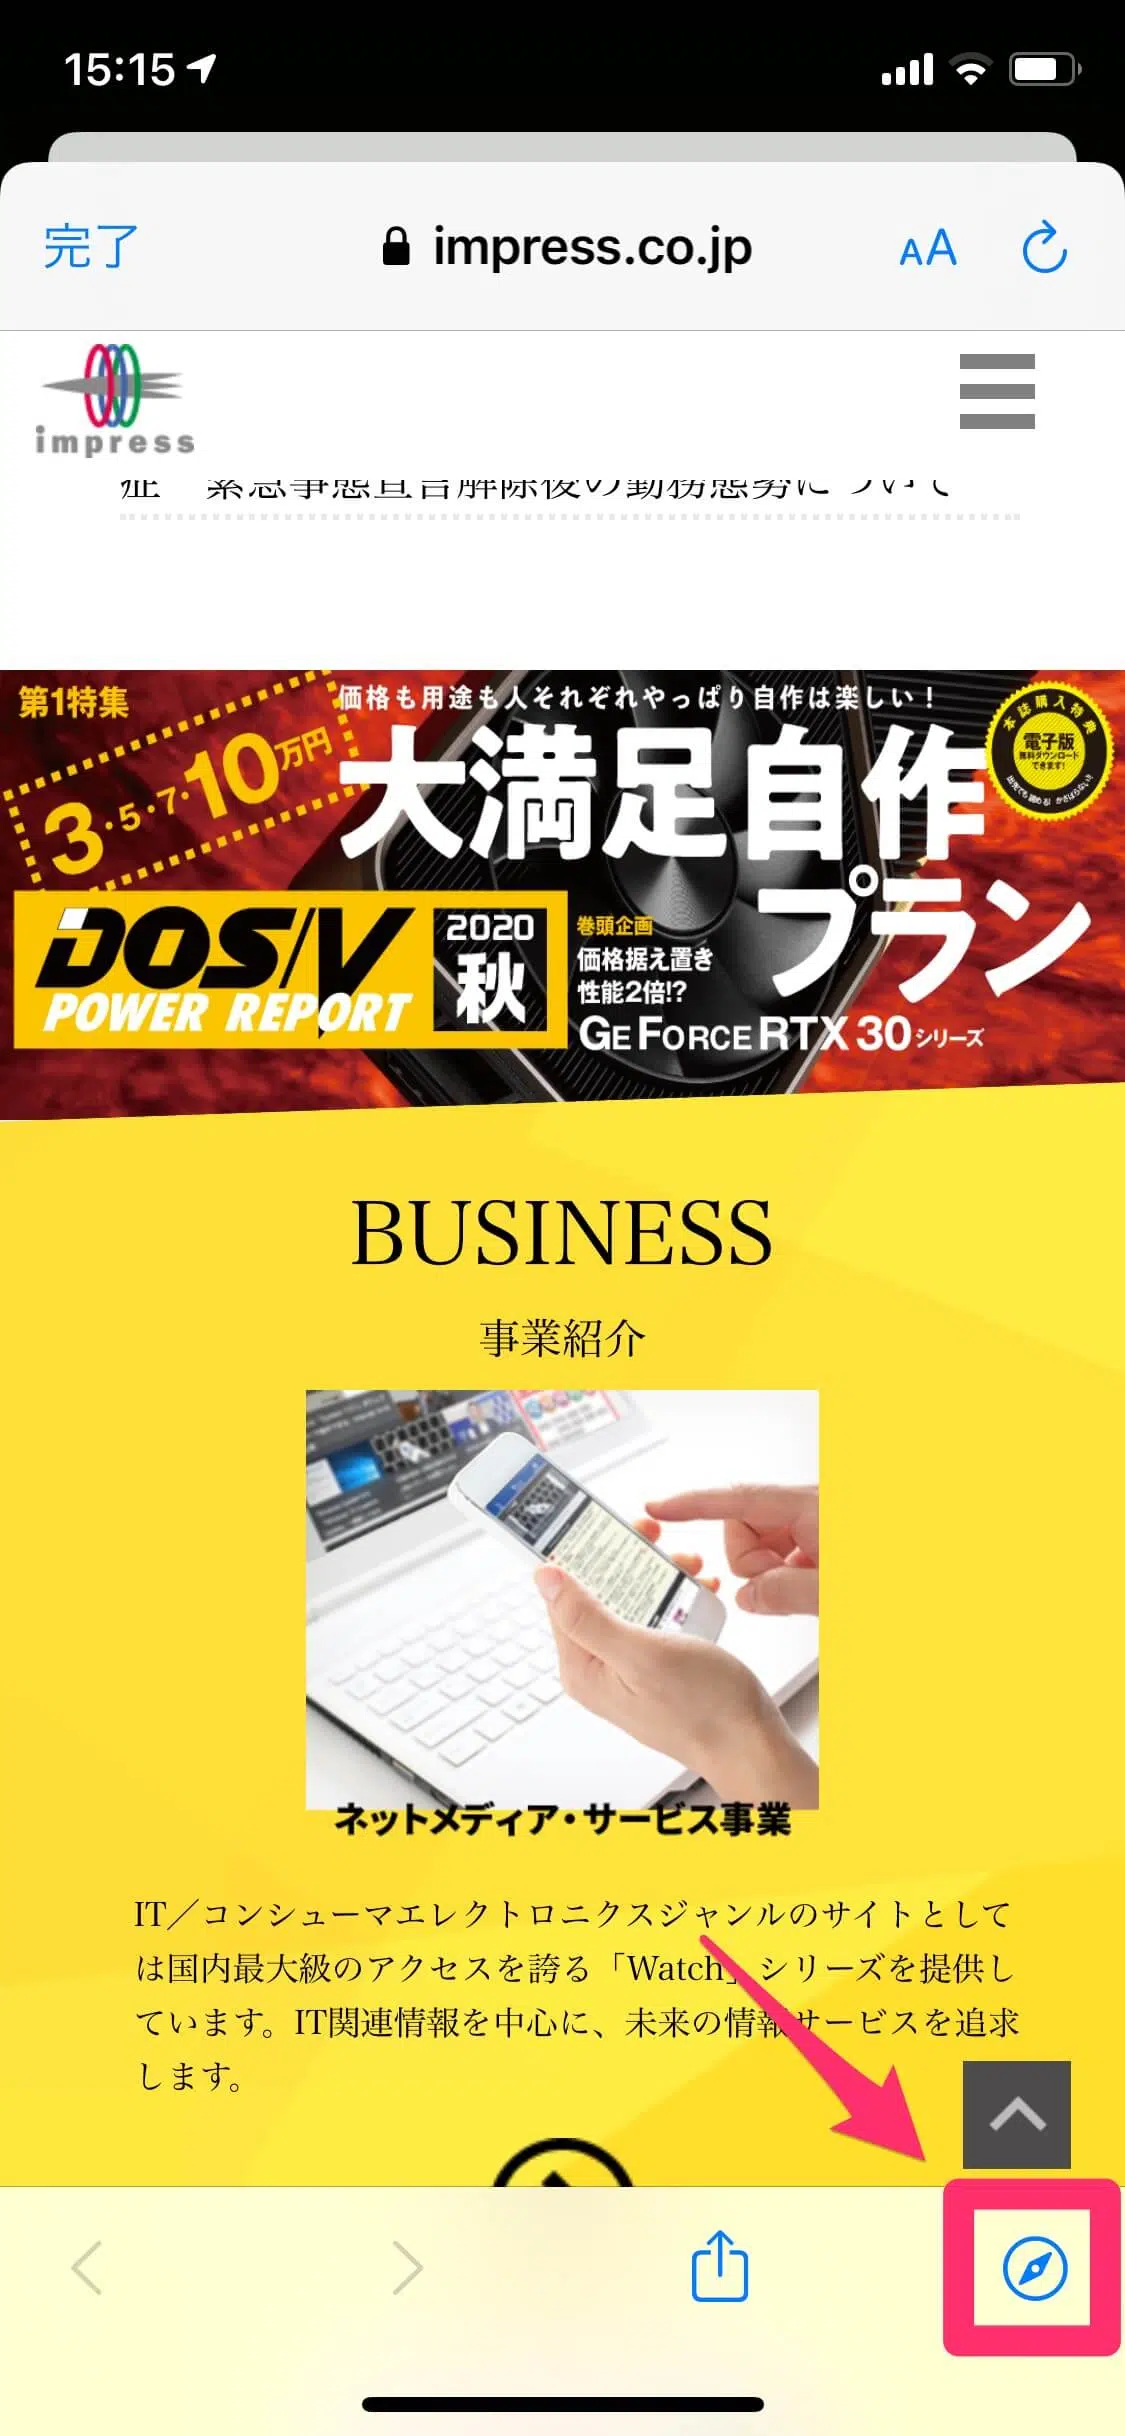 15:15
完了
impress.co.jp
AA
impress
症 緊急事態宣言解除後の勤務態勢について
第1特集
価格も用途も人それぞれやっぱり自作は楽しい！
3・5・7・10万円
大満足自作
プラン
本誌購入特典
電子版
無料ダウンロード
できます!
DOS/V
POWER REPORT
2020
秋
巻頭企画
価格据え置き
性能2倍!?
GEFORCE RTX 30シリーズ
BUSINESS
事業紹介
ネットメディア・サービス事業
IT／コンシューマエレクトロニクスジャンルのサイトとして
は国内最大級のアクセスを誇る「Watch」シリーズを提供し
ています。IT関連情報を中心に、未来の情報サービスを追求
します。